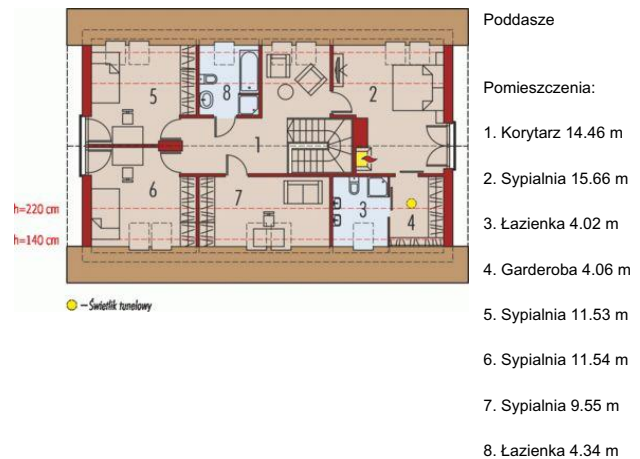 Poddasze
Pomieszczenia:
1. Korytarz 14.46 m
2. Sypialnia 15.66 m
3. Łazienka 4.02 m
4. Garderoba 4.06 m
5. Sypialnia 11.53 m
6. Sypialnia 11.54 m
7. Sypialnia 9.55 m
8. Łazienka 4.34 m
5
8
2
1
6
7
3
4
h=220 cm
h=140 cm
– Świetlik tunelowy